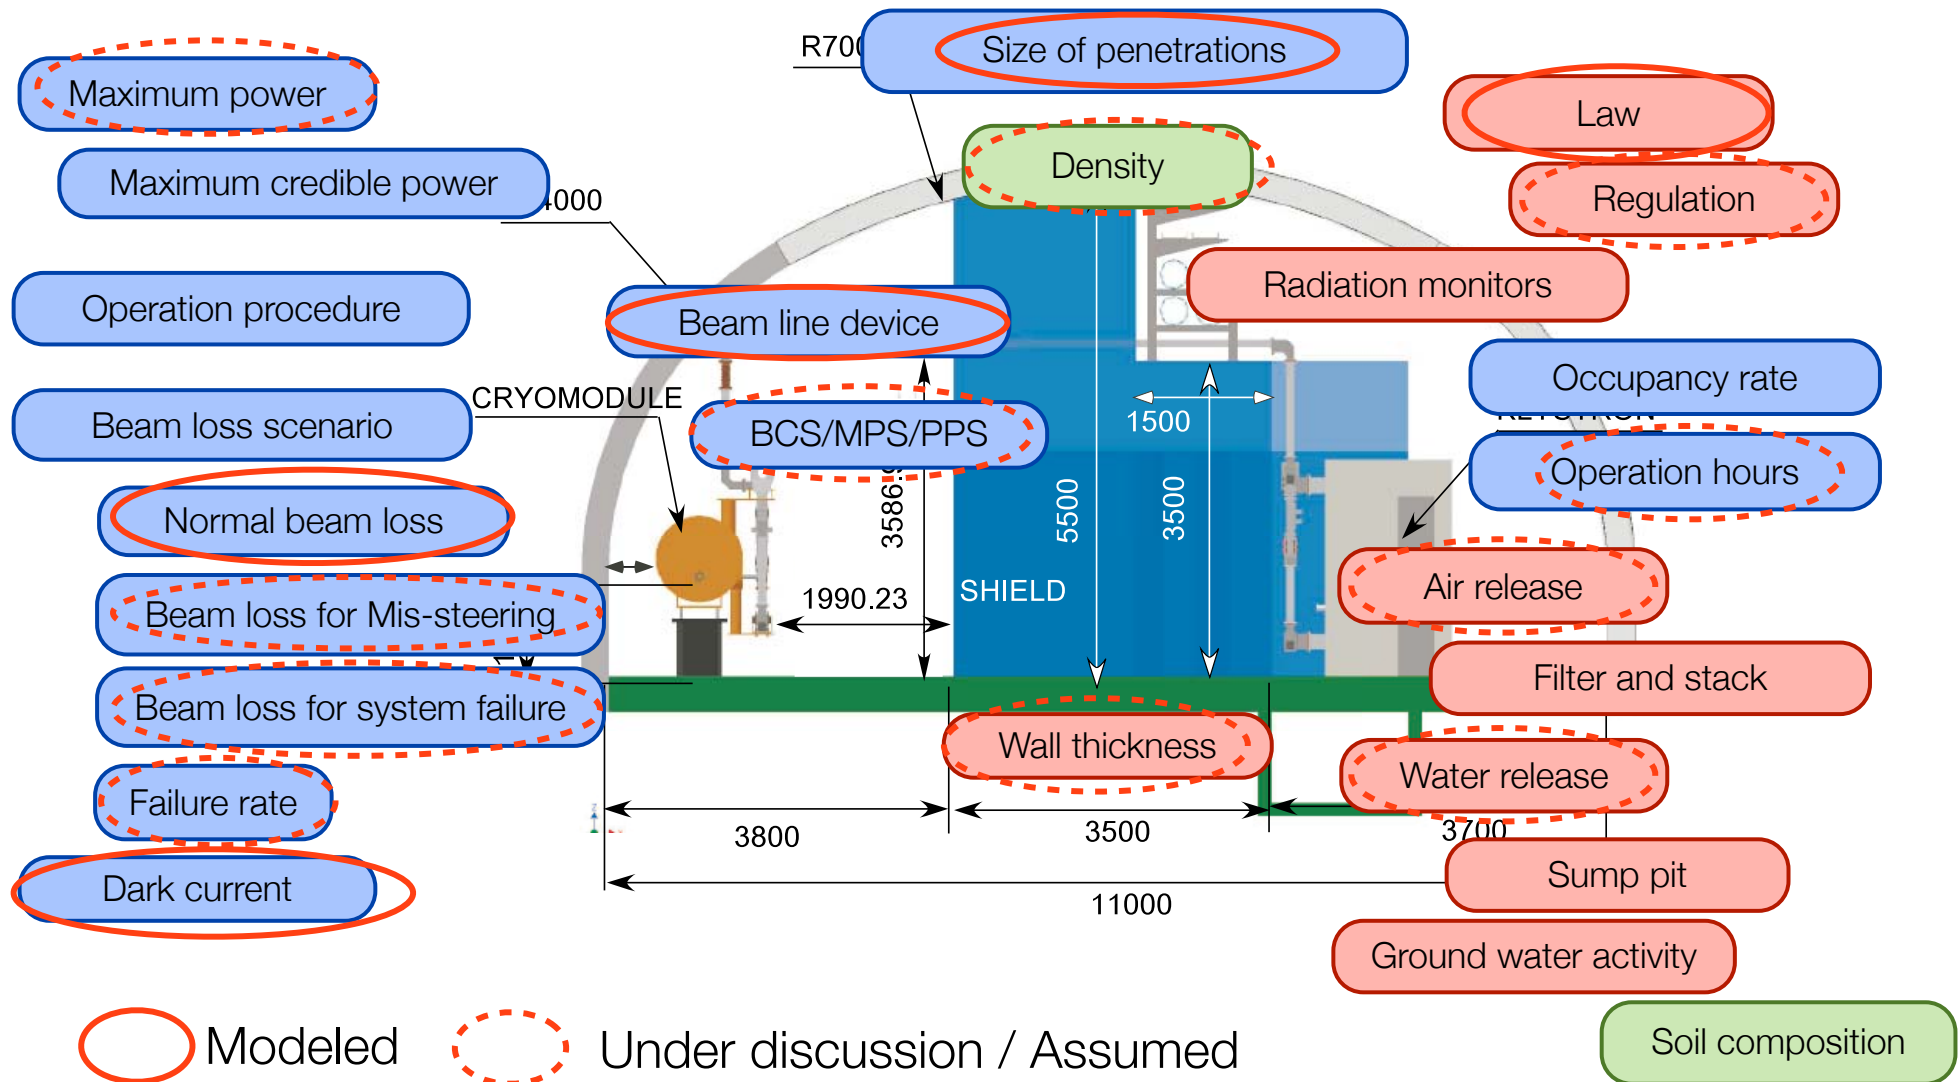 Size of penetrations
R700
Maximum power
Law
Density
Maximum credible power
Regulation
4000
Radiation monitors
Operation procedure
Beam line device
Occupancy rate
CRYOMODULE
1500
Beam loss scenario
BCS/MPS/PPS
Operation hours
5500
3500
3586.
Normal beam loss
Air release
1990.23
SHIELD
Beam loss for Mis-steering
Filter and stack
Beam loss for system failure
Wall thickness
Water release
Failure rate
3800
3500
3700
Dark current
Sump pit
11000
Ground water activity
Modeled
Under discussion / Assumed
Soil composition